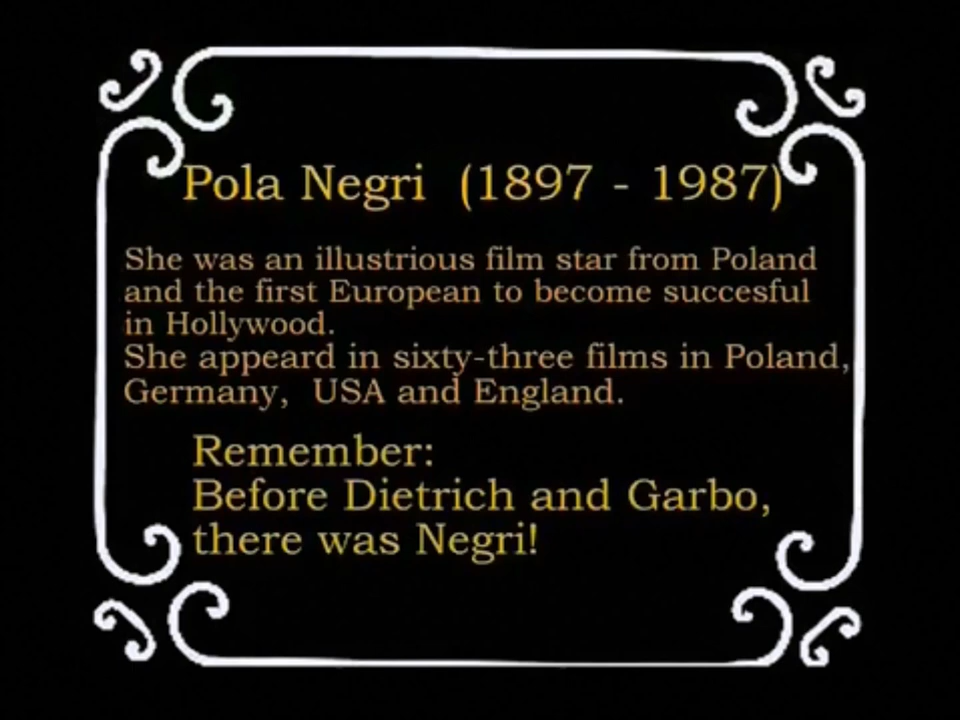 Pola Negri (1897 - 1987)
She was an illustrious film star from Poland
and the first European to become succesful
in Hollywood.
She appeard in sixty-three films in Poland,
Germany, USA and England.
Remember:
Before Dietrich and Garbo,
there was Negri!